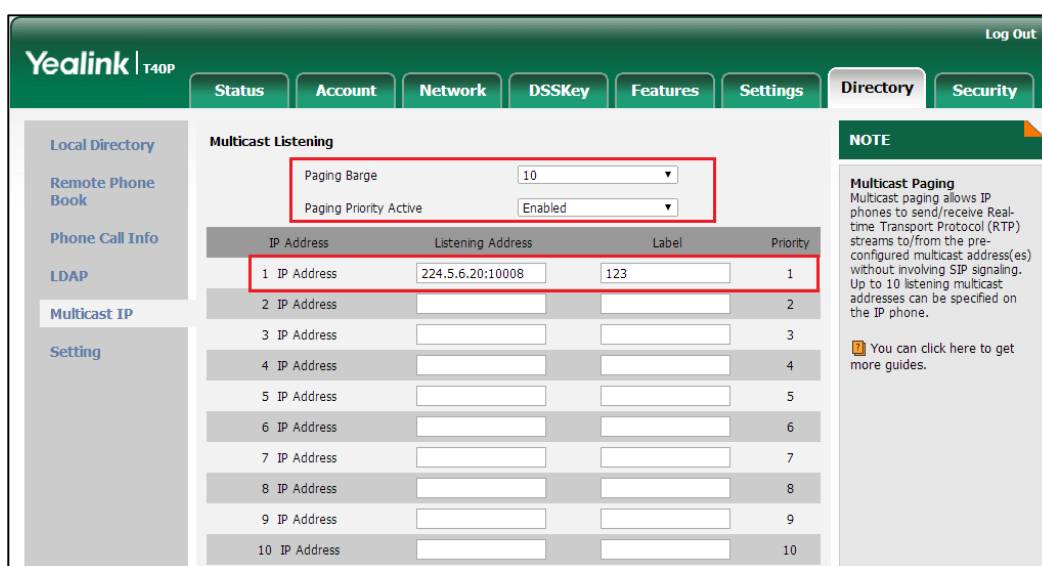 Log Out
Yealink | T40P
Status Account Network DSSKey Features Settings Directory Security
Local Directory
Remote Phone
Book
Phone Call Info
LDAP
Multicast IP
Setting
Multicast Listening
Paging Barge 10
Paging Priority Active Enabled
IP Address Listening Address Label Priority
1 IP Address 224.5.6.20:10008 123 1
2 IP Address 2
3 IP Address 3
4 IP Address 4
5 IP Address 5
6 IP Address 6
7 IP Address 7
8 IP Address 8
9 IP Address 9
10 IP Address 10
NOTE
Multicast Paging
Multicast paging allows IP
phones to send/receive Real-
time Transport Protocol (RTP)
streams to/from the pre-
configured multicast address(es)
without involving SIP signaling.
Up to 10 listening multicast
addresses can be specified on
the IP phone.
? You can click here to get
more guides.